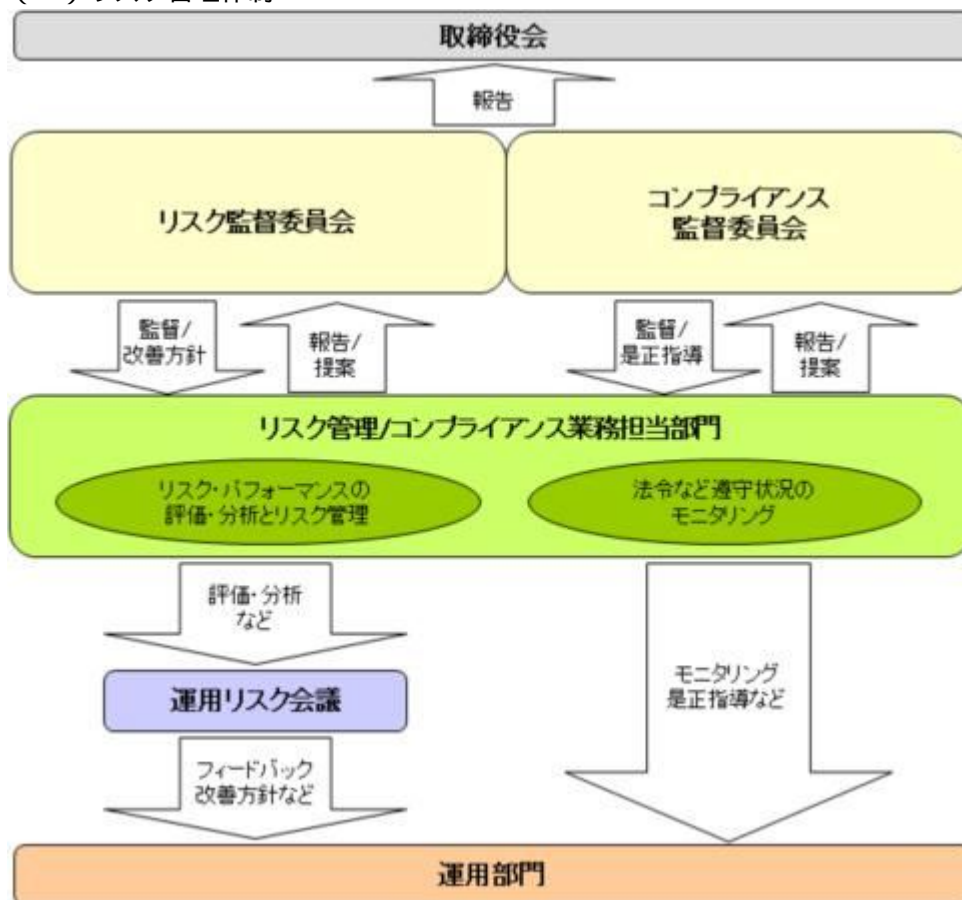 取締役会
報告
リスク監督委員会
コンプライアンス
監督委員会
監督/
改善方針
報告/
提案
監督/
是正指導
報告/
提案
リスク管理/コンプライアンス業務担当部門
リスク・パフォーマンスの
評価・分析とリスク管理
法令など遵守状況の
モニタリング
評価・分析
など
運用リスク会議
モニタリング
是正指導など
フィードバック
改善方針など
運用部門